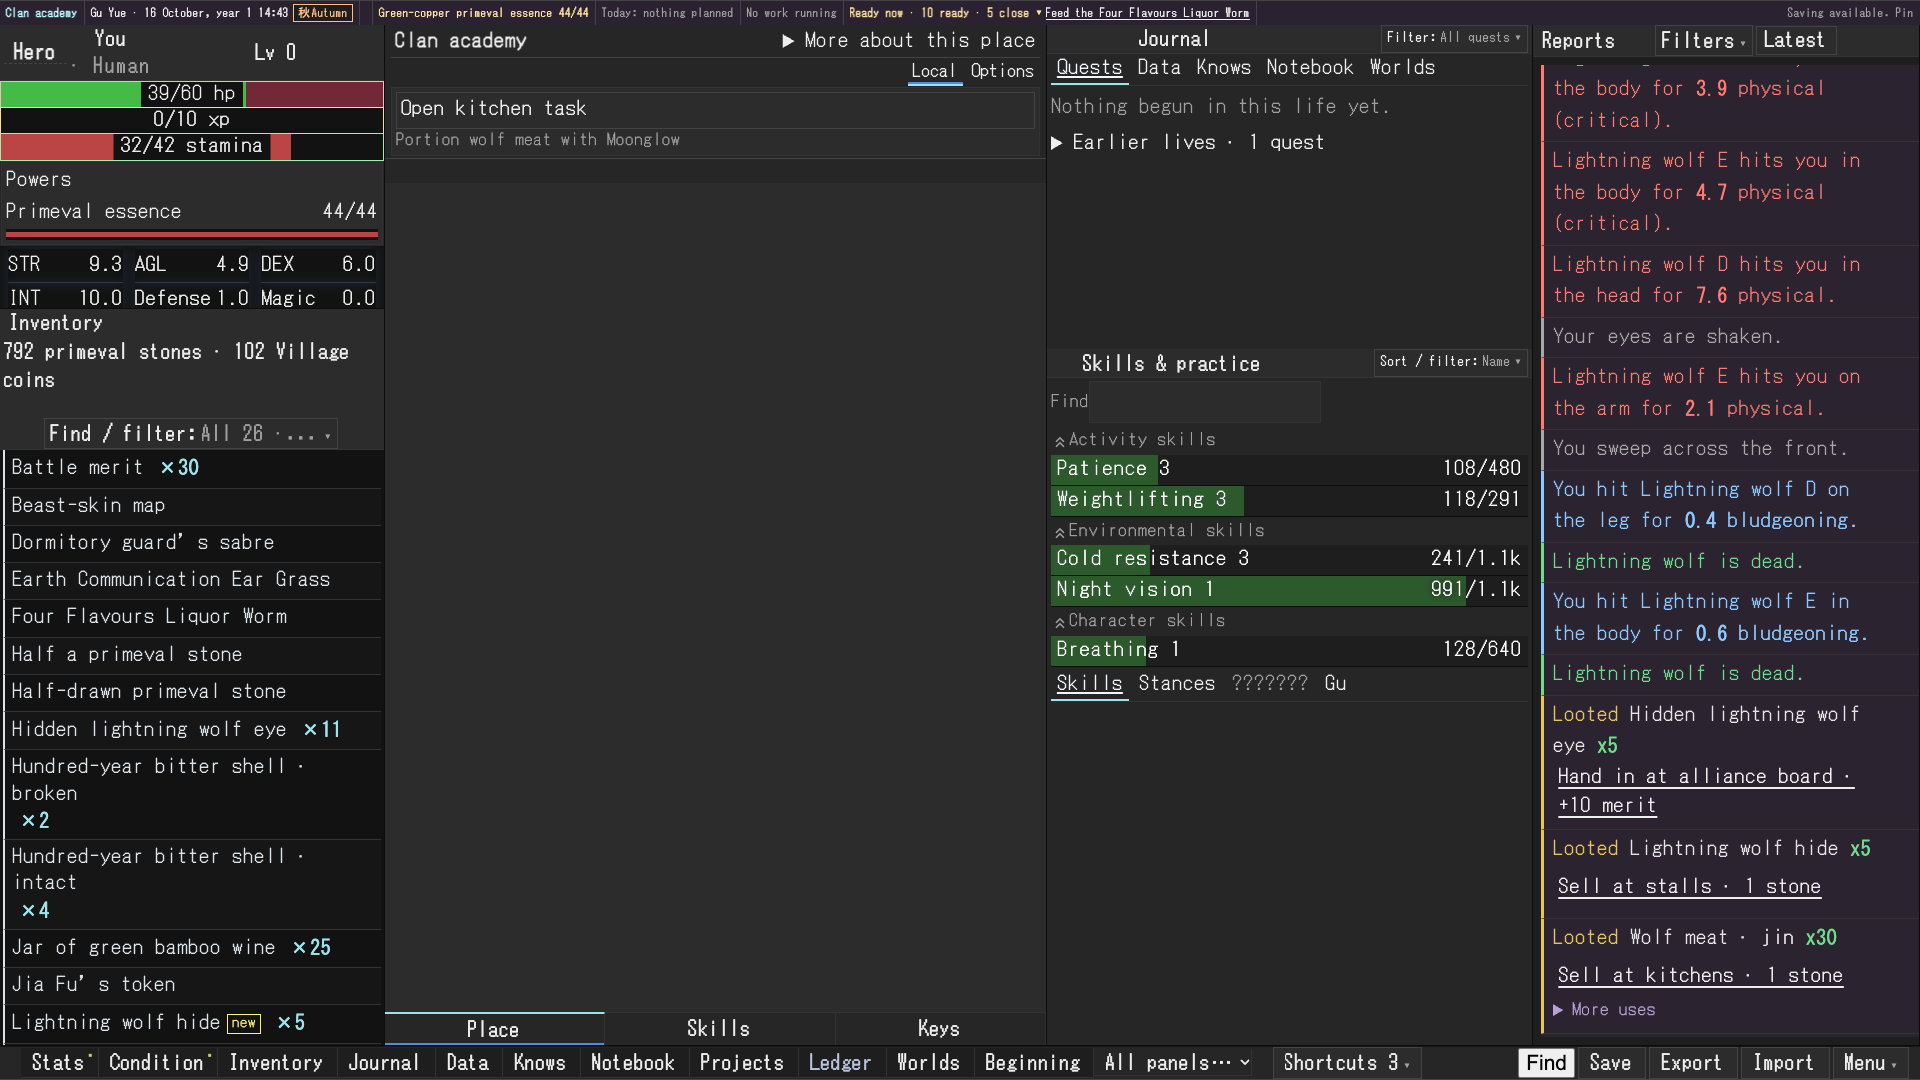 Clan academy
Gu Yue · 16 October, year 1 14:43 秋Autumn
Green-copper primeval essence 44/44
Today: nothing planned
No work running
Ready now · 10 ready · 5 close ▾
Feed the Four Flavours Liquor Worm
Saving available. Pin
Hero
You
Human
Lv 0
39/60 hp
0/10 xp
32/42 stamina
Powers
Primeval essence 44/44
STR 9.3 AGL 4.9 DEX 6.0
INT 10.0 Defense 1.0 Magic 0.0
Inventory
792 primeval stones · 102 Village
coins
Find / filter: All 26 ·... ▾
Battle merit ×30
Beast-skin map
Dormitory guard's sabre
Earth Communication Ear Grass
Four Flavours Liquor Worm
Half a primeval stone
Half-drawn primeval stone
Hidden lightning wolf eye ×11
Hundred-year bitter shell ·
broken
×2
Hundred-year bitter shell ·
intact
×4
Jar of green bamboo wine ×25
Jia Fu's token
Lightning wolf hide new ×5
Clan academy
▶ More about this place
Local Options
Open kitchen task
Portion wolf meat with Moonglow
Place Skills Keys
Journal
Filter: All quests ▾
Quests Data Knows Notebook Worlds
Nothing begun in this life yet.
▶ Earlier lives · 1 quest
Skills & practice
Sort / filter: Name ▾
Find
Activity skills
Patience 3 108/480
Weightlifting 3 118/291
Environmental skills
Cold resistance 3 241/1.1k
Night vision 1 991/1.1k
Character skills
Breathing 1 128/640
Skills Stances ??????? Gu
Reports
Filters ▾
Latest
the body for 3.9 physical
(critical).
Lightning wolf E hits you in
the body for 4.7 physical
(critical).
Lightning wolf D hits you in
the head for 7.6 physical.
Your eyes are shaken.
Lightning wolf E hits you on
the arm for 2.1 physical.
You sweep across the front.
You hit Lightning wolf D on
the leg for 0.4 bludgeoning.
Lightning wolf is dead.
You hit Lightning wolf E in
the body for 0.6 bludgeoning.
Lightning wolf is dead.
Looted Hidden lightning wolf
eye x5
Hand in at alliance board ·
+10 merit
Looted Lightning wolf hide x5
Sell at stalls · 1 stone
Looted Wolf meat · jin x30
Sell at kitchens · 1 stone
▶ More uses
Stats Condition Inventory Journal Data Knows Notebook Projects Ledger Worlds Beginning All panels… Shortcuts 3 ▾ Find Save Export Import Menu ▾